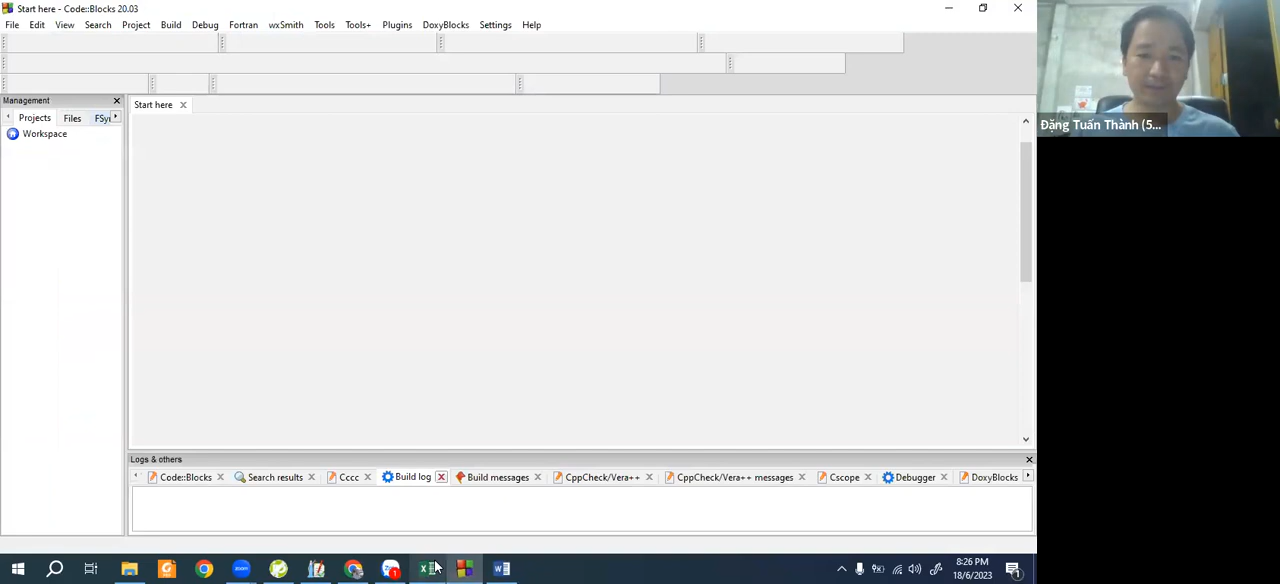 Start here - Code::Blocks 20.03
File Edit View Search Project Build Debug Fortran wxSmith Tools Tools+ Plugins DoxyBlocks Settings Help
Management
Projects Files FSy
Workspace
Start here
Logs & others
Code::Blocks Search results Cccc Build log Build messages CppCheck/Vera++ CppCheck/Vera++ messages Cscope Debugger DoxyBlocks
Đặng Tuấn Thành (5...
zoom
1
8:26 PM
18/6/2023
1